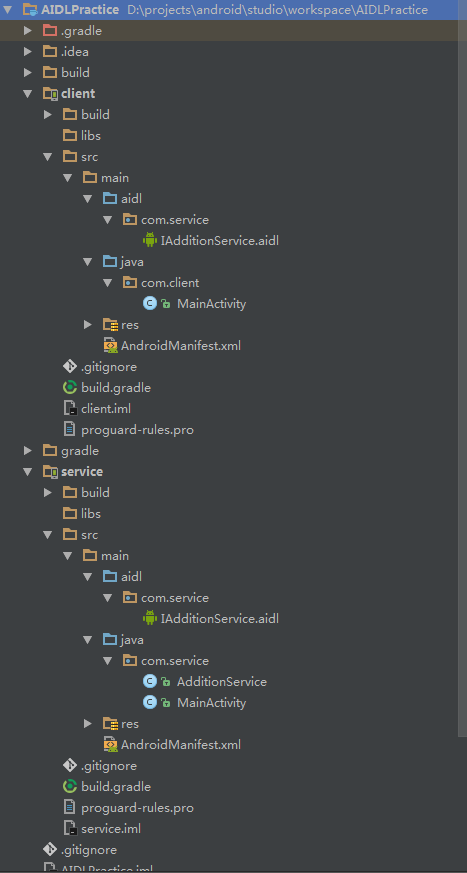 AIDLPractice D:\projects\android\studio\workspace\AIDLPractice
.gradle
.idea
build
client
build
libs
src
main
aidl
com.service
IAdditionService.aidl
java
com.client
MainActivity
res
AndroidManifest.xml
.gitignore
build.gradle
client.iml
proguard-rules.pro
gradle
service
build
libs
src
main
aidl
com.service
IAdditionService.aidl
java
com.service
AdditionService
MainActivity
res
AndroidManifest.xml
.gitignore
build.gradle
proguard-rules.pro
service.iml
.gitignore
AIDLPractice.iml